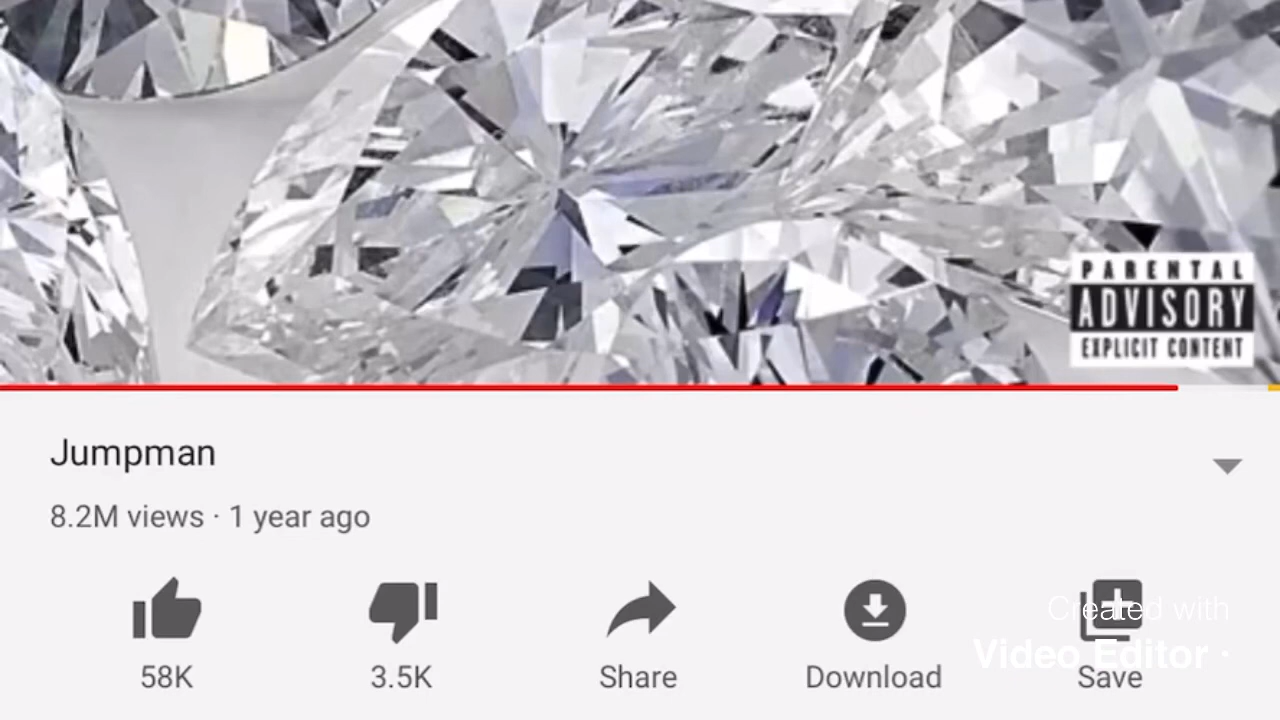 PARENTAL
ADVISORY
EXPLICIT CONTENT
Jumpman
8.2M views · 1 year ago
58K
3.5K
Share
Download
Save
Created with
Video Editor ·